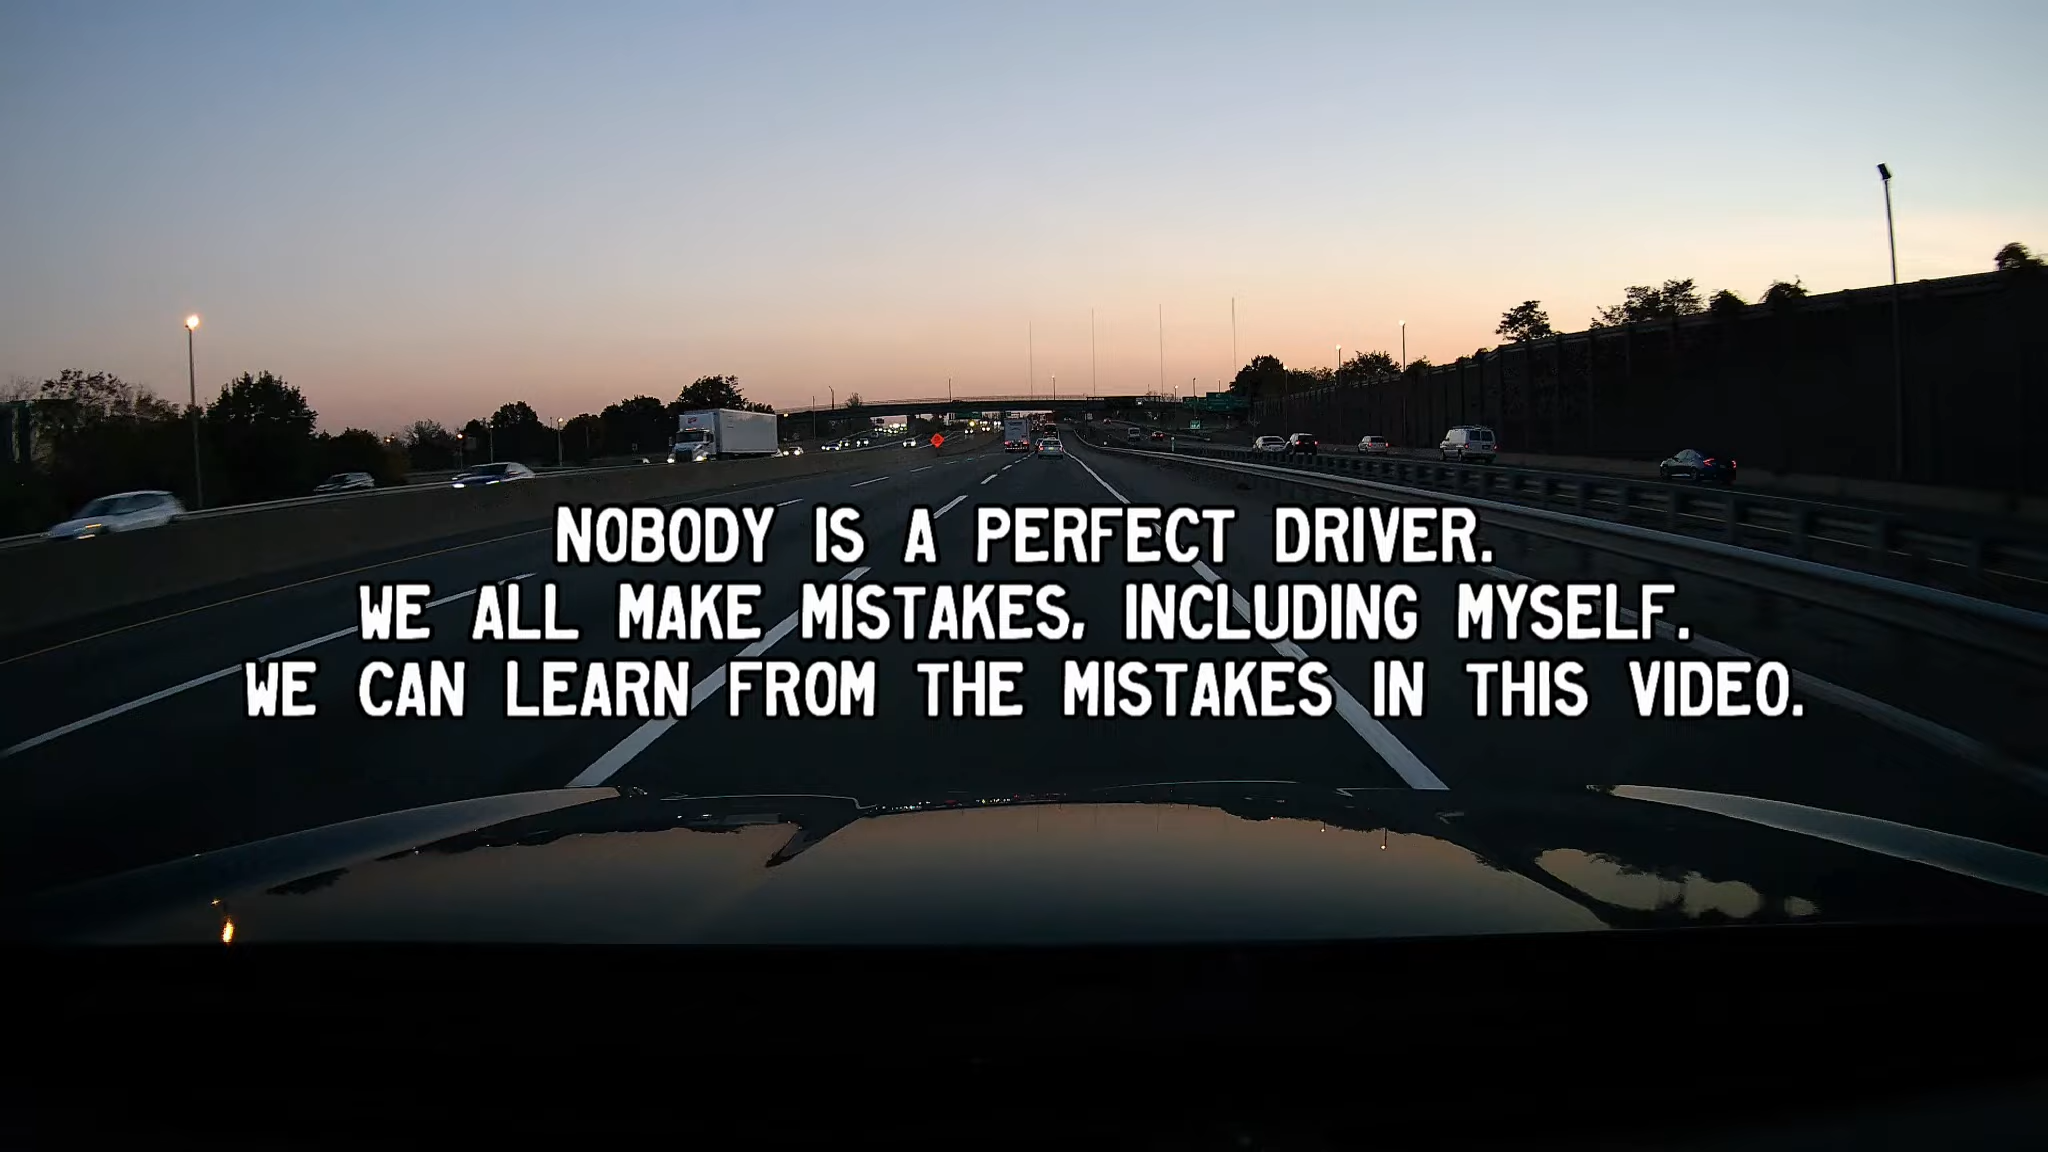 NOBODY IS A PERFECT DRIVER.
WE ALL MAKE MISTAKES, INCLUDING MYSELF.
WE CAN LEARN FROM THE MISTAKES IN THIS VIDEO.